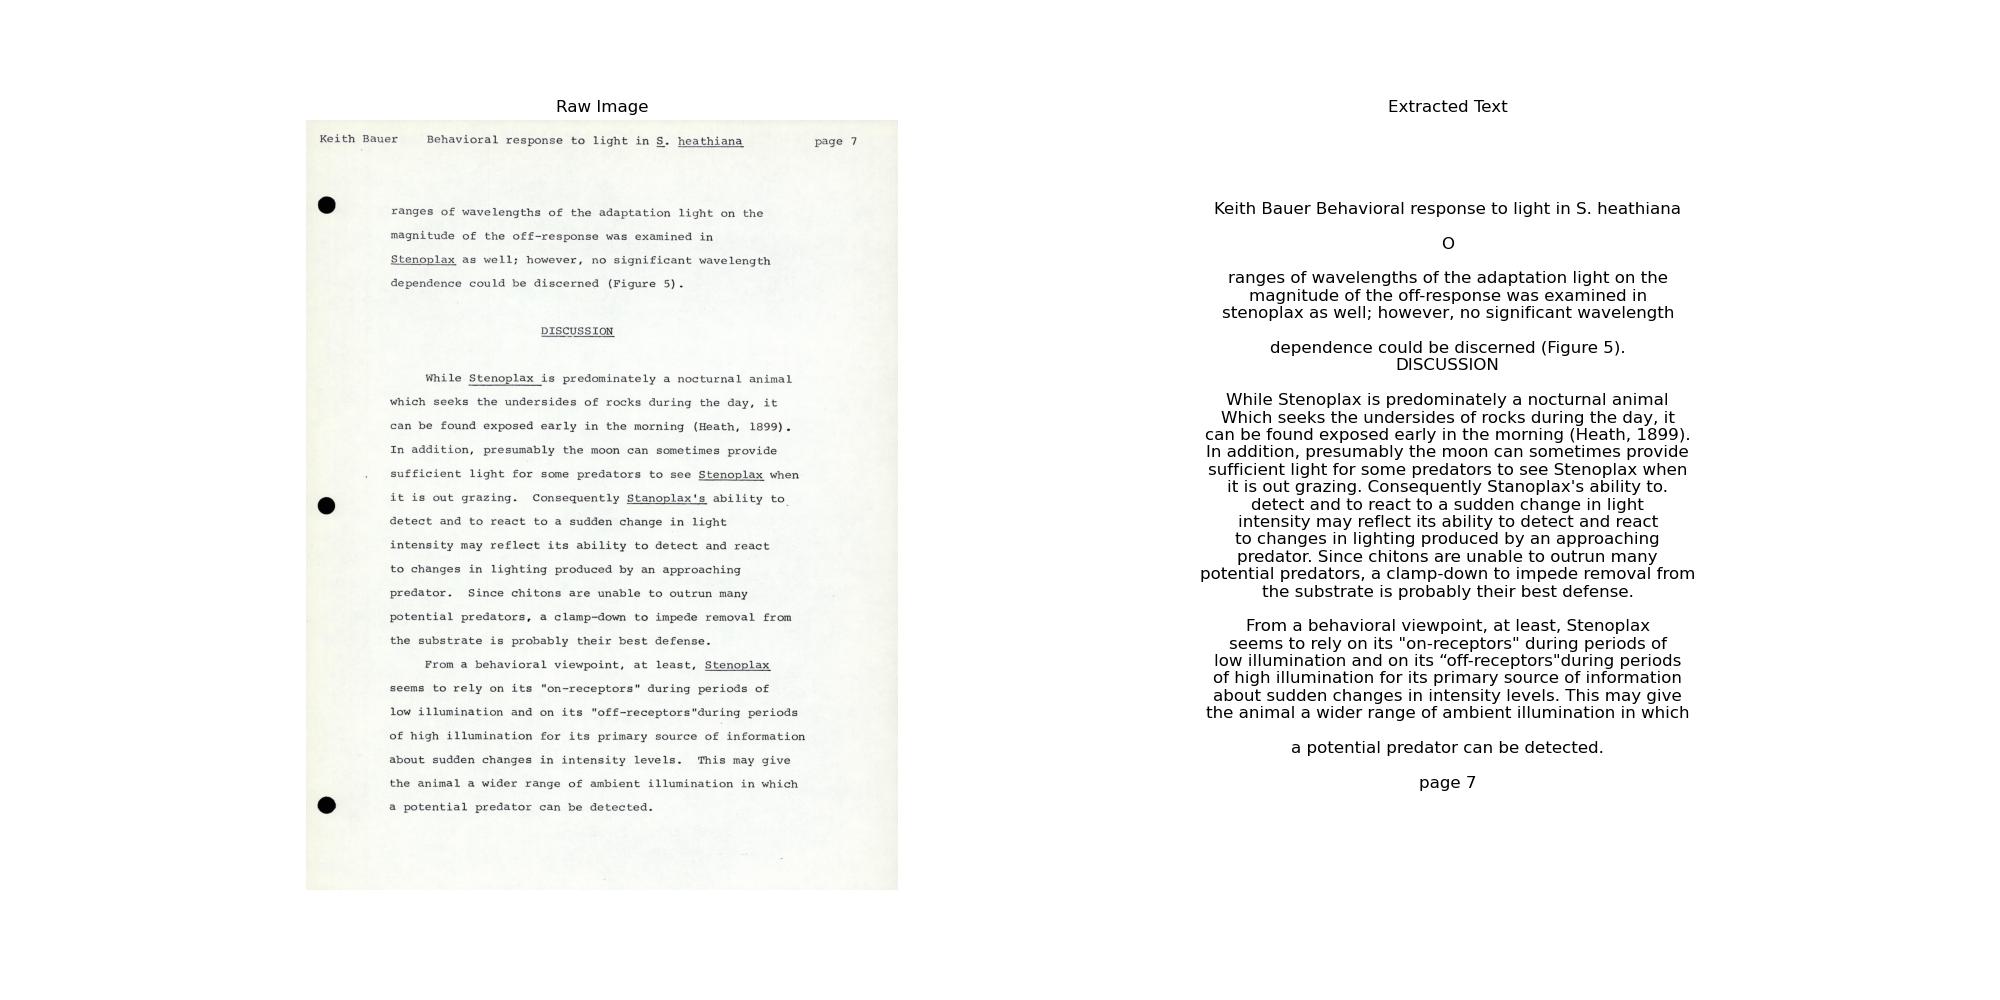 Raw Image
Keith Bauer Behavioral response to light in S. heathiana page 7
ranges of wavelengths of the adaptation light on the
magnitude of the off-response was examined in
Stenoplax as well; however, no significant wavelength
dependence could be discerned (Figure 5).
DISCUSSION
While Stenoplax is predominately a nocturnal animal
which seeks the undersides of rocks during the day, it
can be found exposed early in the morning (Heath, 1899).
In addition, presumably the moon can sometimes provide
sufficient light for some predators to see Stenoplax when
it is out grazing. Consequently Stanoplax's ability to
detect and to react to a sudden change in light
intensity may reflect its ability to detect and react
to changes in lighting produced by an approaching
predator. Since chitons are unable to outrun many
potential predators, a clamp-down to impede removal from
the substrate is probably their best defense.
From a behavioral viewpoint, at least, Stenoplax
seems to rely on its "on-receptors" during periods of
low illumination and on its "off-receptors"during periods
of high illumination for its primary source of information
about sudden changes in intensity levels. This may give
the animal a wider range of ambient illumination in which
a potential predator can be detected.
Extracted Text
Keith Bauer Behavioral response to light in S. heathiana
O
ranges of wavelengths of the adaptation light on the
magnitude of the off-response was examined in
stenoplax as well; however, no significant wavelength
dependence could be discerned (Figure 5).
DISCUSSION
While Stenoplax is predominately a nocturnal animal
Which seeks the undersides of rocks during the day, it
can be found exposed early in the morning (Heath, 1899).
In addition, presumably the moon can sometimes provide
sufficient light for some predators to see Stenoplax when
it is out grazing. Consequently Stanoplax's ability to.
detect and to react to a sudden change in light
intensity may reflect its ability to detect and react
to changes in lighting produced by an approaching
predator. Since chitons are unable to outrun many
potential predators, a clamp-down to impede removal from
the substrate is probably their best defense.
From a behavioral viewpoint, at least, Stenoplax
seems to rely on its "on-receptors" during periods of
low illumination and on its “off-receptors"during periods
of high illumination for its primary source of information
about sudden changes in intensity levels. This may give
the animal a wider range of ambient illumination in which
a potential predator can be detected.
page 7